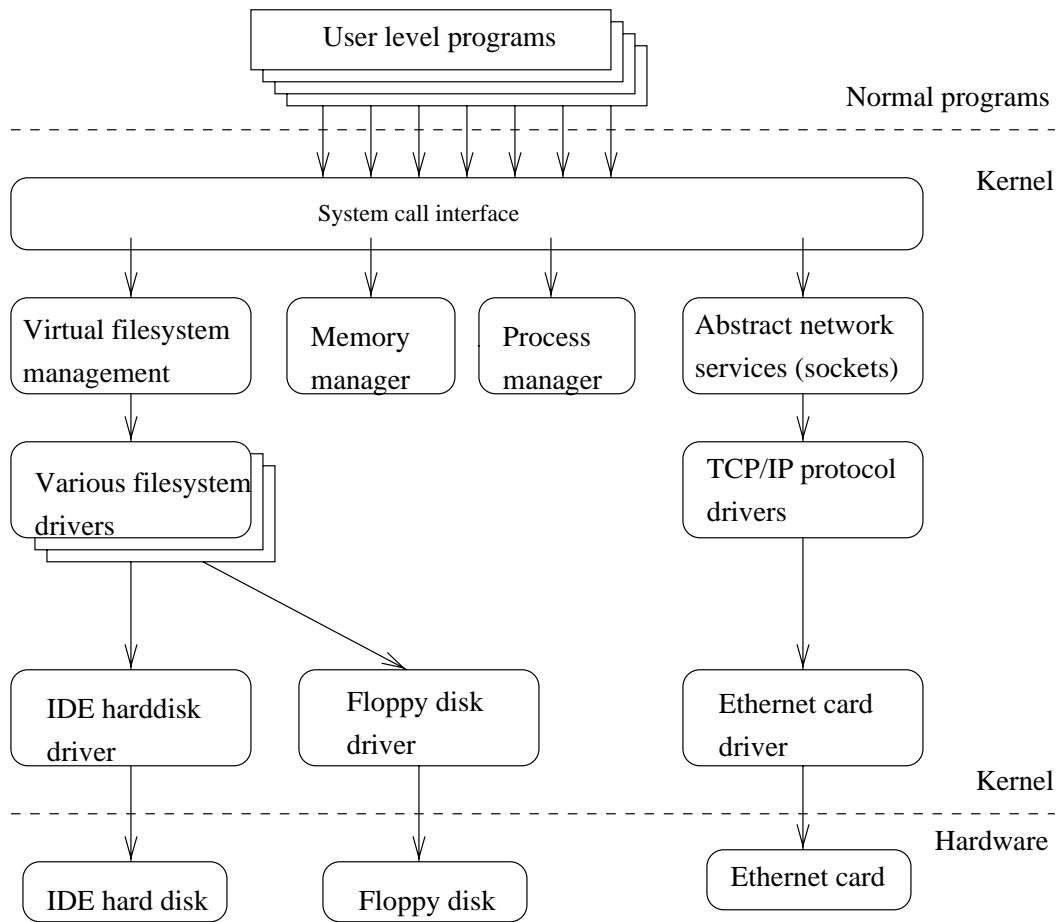 User level programs
Normal programs
Kernel
System call interface
Virtual filesystem
management
Memory
manager
Process
manager
Abstract network
services (sockets)
Various filesystem
drivers
TCP/IP protocol
drivers
IDE harddisk
driver
Floppy disk
driver
Ethernet card
driver
Kernel
Hardware
IDE hard disk
Floppy disk
Ethernet card